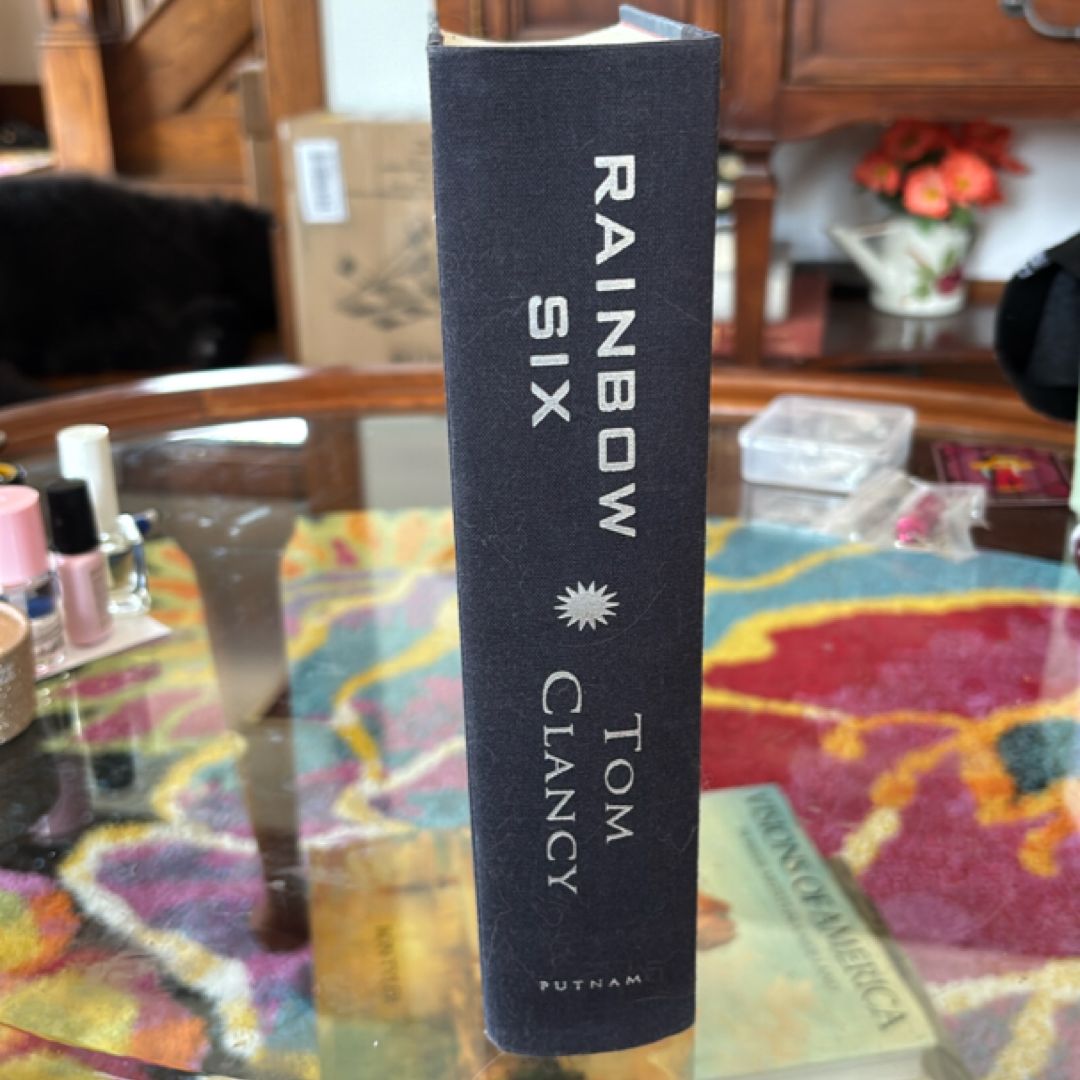 RAINBOW
SIX
TOM
CLANCY
PUTNAM
VISIONS OF AMERICA